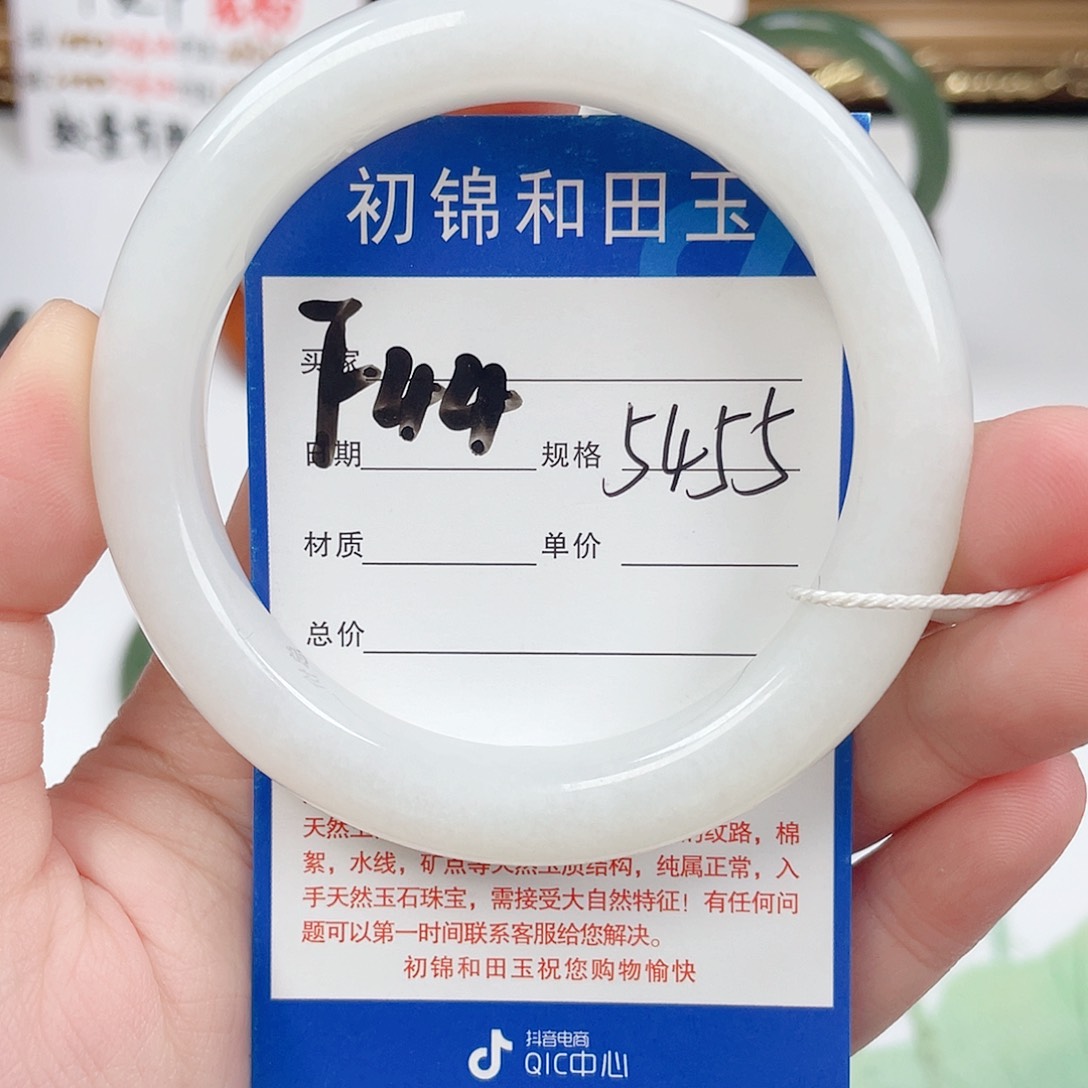 初锦和田玉
买家
F.44
日期 规格 5455
材质 单价
总价
天然玉 纹路，棉
絮，水线，矿点等天然玉质结构，纯属正常，入
手天然玉石珠宝，需接受大自然特征！有任何问
题可以第一时间联系客服给您解决。
初锦和田玉祝您购物愉快
抖音电商
QIC中心